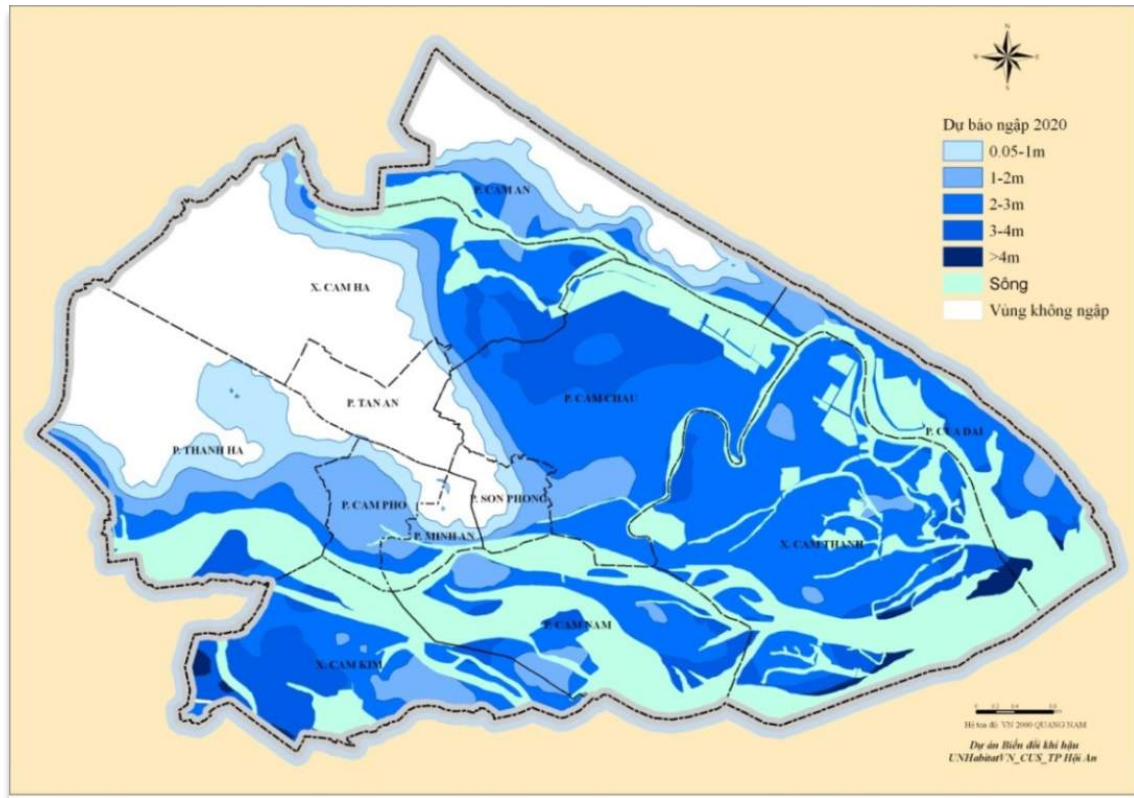 N
W
E
S
Dự báo ngập 2020
0.05-1m
1-2m
2-3m
3-4m
>4m
Sông
Vùng không ngập
P. CAM AN
X. CAM HA
P. TAN AN
P. CAM CHAU
P. THANH HA
P. CUA DAI
P. CAM PHO
P. SON PHONG
P. MINH AN
X. CAM THANH
P. CAM NAM
X. CAM KIM
Hệ toạ độ: VN 2000 QUANG NAM
Dự án Biến đổi khí hậu
UNHabitatVN_CUS_TP Hội An